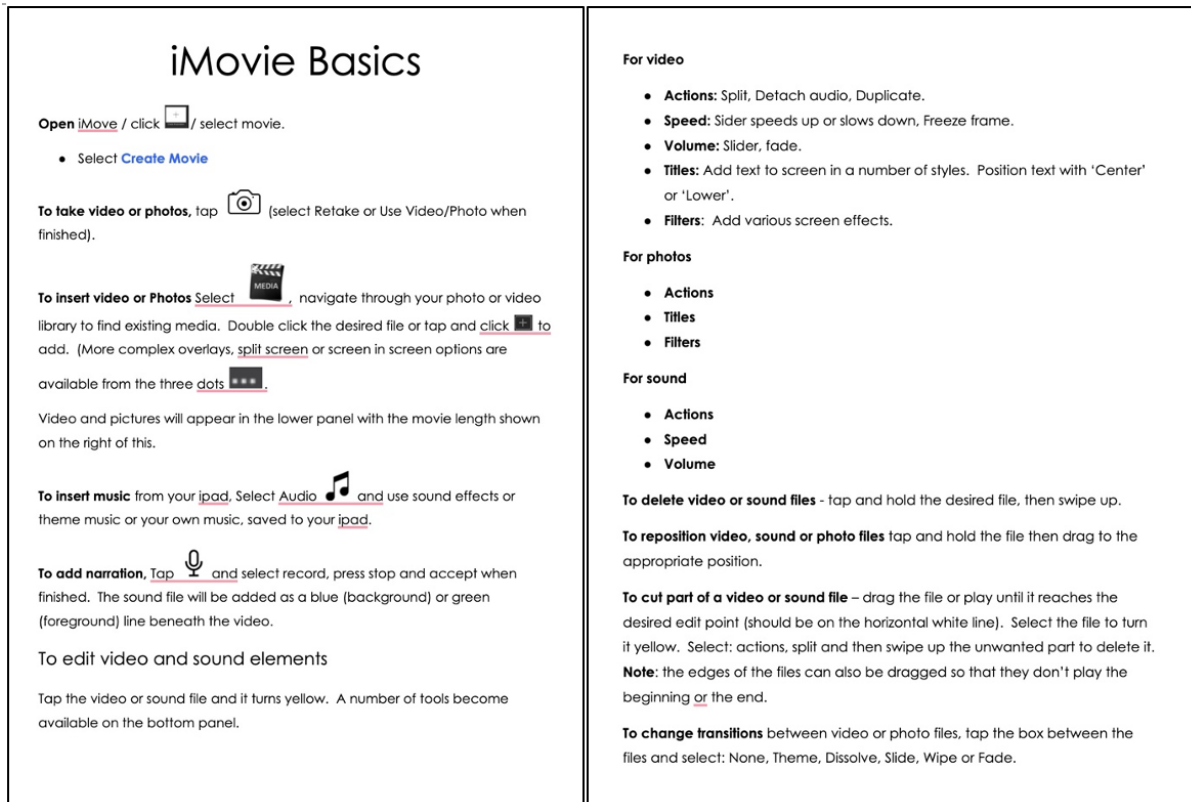 iMovie Basics
Open iMove / click / select movie.
• Select Create Movie
To take video or photos, tap (select Retake or Use Video/Photo when
finished).
MEDIA
To insert video or Photos Select , navigate through your photo or video
library to find existing media. Double click the desired file or tap and click + to
add. (More complex overlays, split screen or screen in screen options are
available from the three dots ... .
Video and pictures will appear in the lower panel with the movie length shown
on the right of this.
To insert music from your ipad, Select Audio and use sound effects or
theme music or your own music, saved to your ipad.
To add narration, Tap and select record, press stop and accept when
finished. The sound file will be added as a blue (background) or green
(foreground) line beneath the video.
To edit video and sound elements
Tap the video or sound file and it turns yellow. A number of tools become
available on the bottom panel.
For video
• Actions: Split, Detach audio, Duplicate.
• Speed: Sider speeds up or slows down, Freeze frame.
• Volume: Slider, fade.
• Titles: Add text to screen in a number of styles. Position text with ‘Center’
or ‘Lower’.
• Filters: Add various screen effects.
For photos
• Actions
• Titles
• Filters
For sound
• Actions
• Speed
• Volume
To delete video or sound files - tap and hold the desired file, then swipe up.
To reposition video, sound or photo files tap and hold the file then drag to the
appropriate position.
To cut part of a video or sound file – drag the file or play until it reaches the
desired edit point (should be on the horizontal white line). Select the file to turn
it yellow. Select: actions, split and then swipe up the unwanted part to delete it.
Note: the edges of the files can also be dragged so that they don’t play the
beginning or the end.
To change transitions between video or photo files, tap the box between the
files and select: None, Theme, Dissolve, Slide, Wipe or Fade.